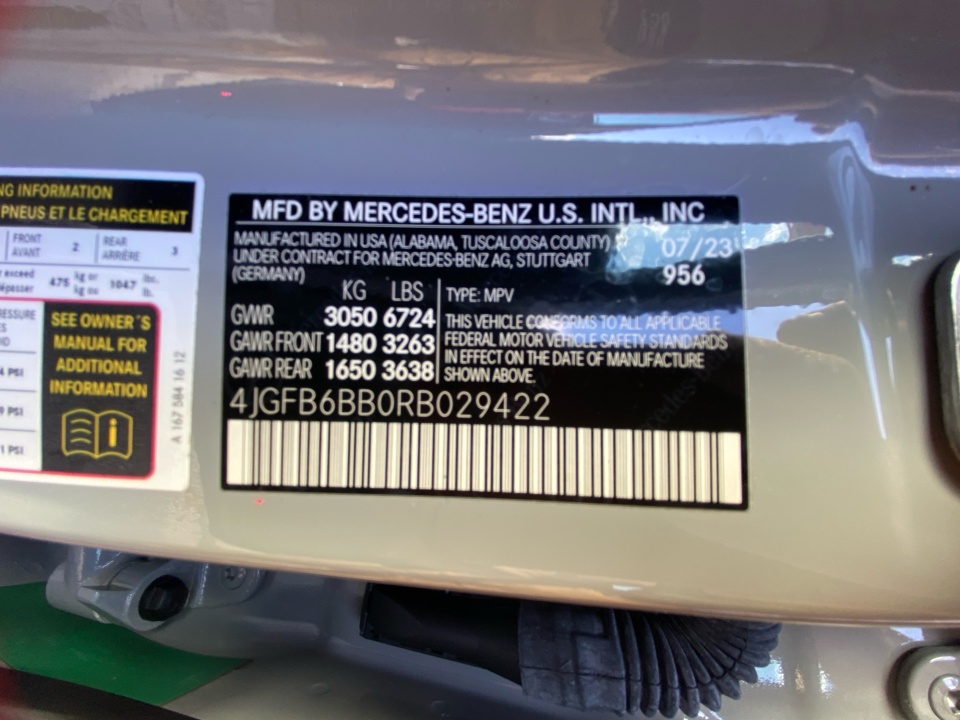 NG INFORMATION
PNEUS ET LE CHARGEMENT
FRONT
AVANT
2
REAR
ARRIÈRE
3
exceed
475
kg or
kg ou
1047
lbs.
lb.
SEE OWNER'S
MANUAL FOR
ADDITIONAL
INFORMATION
PSI
PSI
1 PSI
A 167 584 16 12
MFD BY MERCEDES-BENZ U.S. INTL., INC
MANUFACTURED IN USA (ALABAMA, TUSCALOOSA COUNTY)
UNDER CONTRACT FOR MERCEDES-BENZ AG, STUTTGART
(GERMANY)
07/23
956
KG LBS
GVWR 3050 6724
GAWR FRONT 1480 3263
GAWR REAR 1650 3638
TYPE: MPV
THIS VEHICLE CONFORMS TO ALL APPLICABLE
FEDERAL MOTOR VEHICLE SAFETY STANDARDS
IN EFFECT ON THE DATE OF MANUFACTURE
SHOWN ABOVE.
4JGFB6BB0RB029422